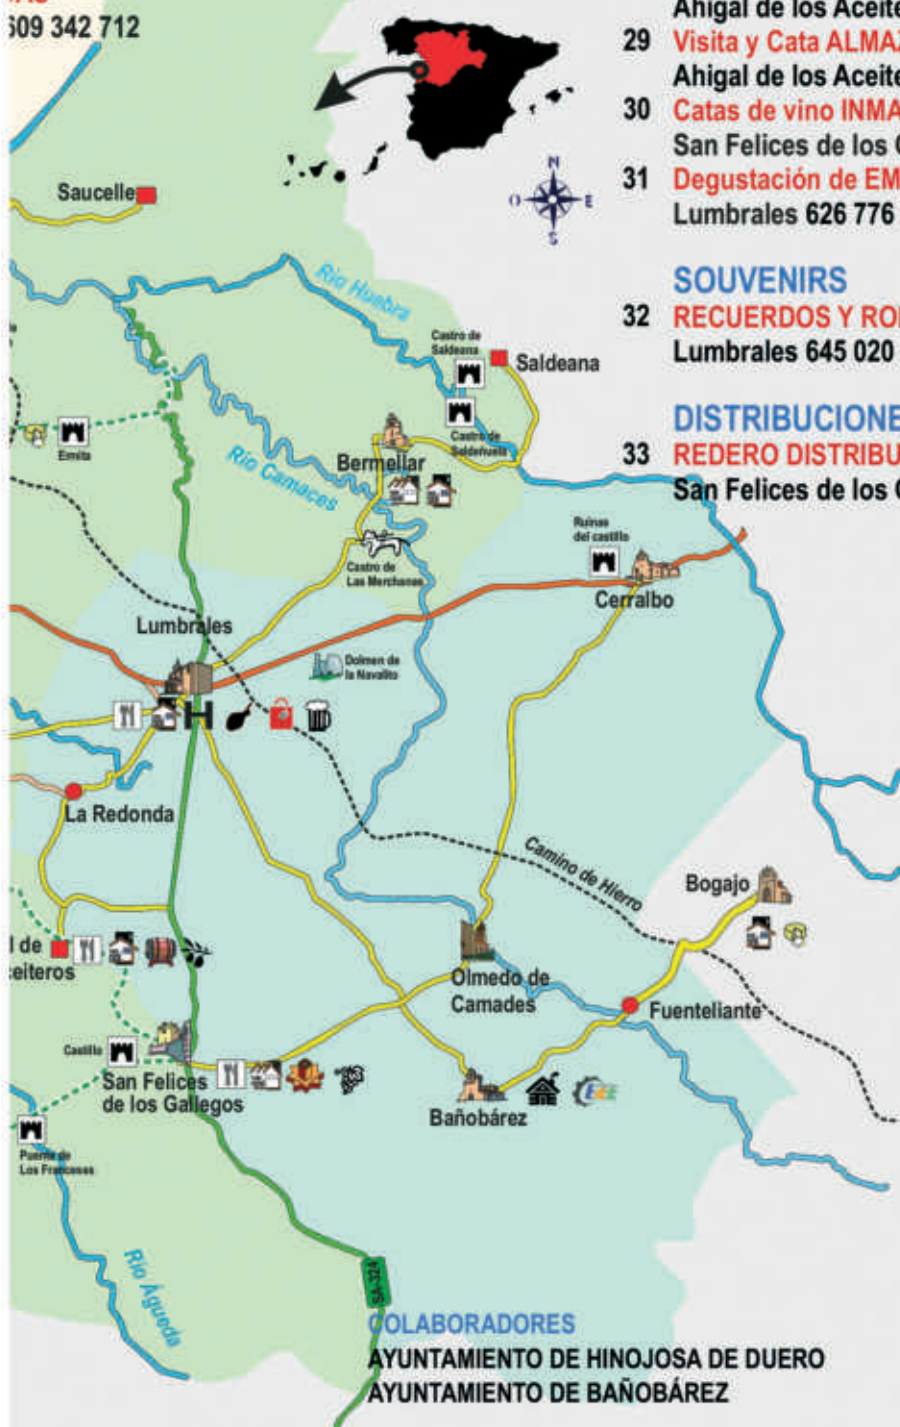 609 342 712
Ahigal de los Aceite
29 Visita y Cata ALMAZ
Ahigal de los Aceite
30 Catas de vino INMA
San Felices de los G
31 Degustación de EM
Lumbrales 626 776
SOUVENIRS
32 RECUERDOS Y RO
Lumbrales 645 020
DISTRIBUCIONE
33 REDERO DISTRIBU
San Felices de los G
N
O E
S
Saucelle
Río Huebra
Castro de
Saldeana
Saldeana
Castro de
Saldeñuela
Ermita
Bermellar
Río Camaces
Castro de
Las Merchanas
Ruinas
del castillo
Cerralbo
Lumbrales
Dolmen de
la Navalito
H
La Redonda
Camino de Hierro
Bogajo
l de
ceiteros
Olmedo de
Camades
Fuenteliante
Castillo
San Felices
de los Gallegos
Bañobárez
Puente de
Los Franceses
Río Águeda
SA-324
COLABORADORES
AYUNTAMIENTO DE HINOJOSA DE DUERO
AYUNTAMIENTO DE BAÑOBÁREZ